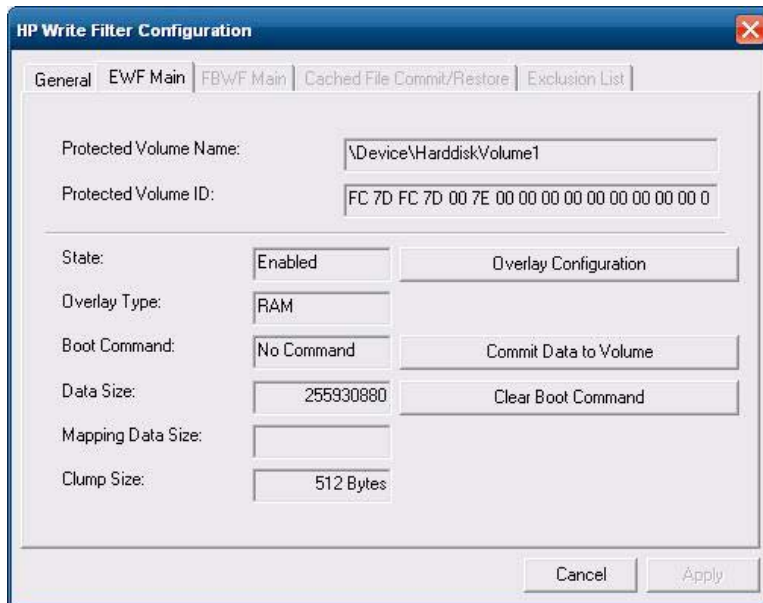 HP Write Filter Configuration
General EWF Main FBWF Main Cached File Commit/Restore Exclusion List
Protected Volume Name: \Device\HarddiskVolume1
Protected Volume ID: FC 7D FC 7D 00 7E 00 00 00 00 00 00 00 00 00 0
State: Enabled Overlay Configuration
Overlay Type: RAM
Boot Command: No Command Commit Data to Volume
Data Size: 255930880 Clear Boot Command
Mapping Data Size:
Clump Size: 512 Bytes
Cancel Apply